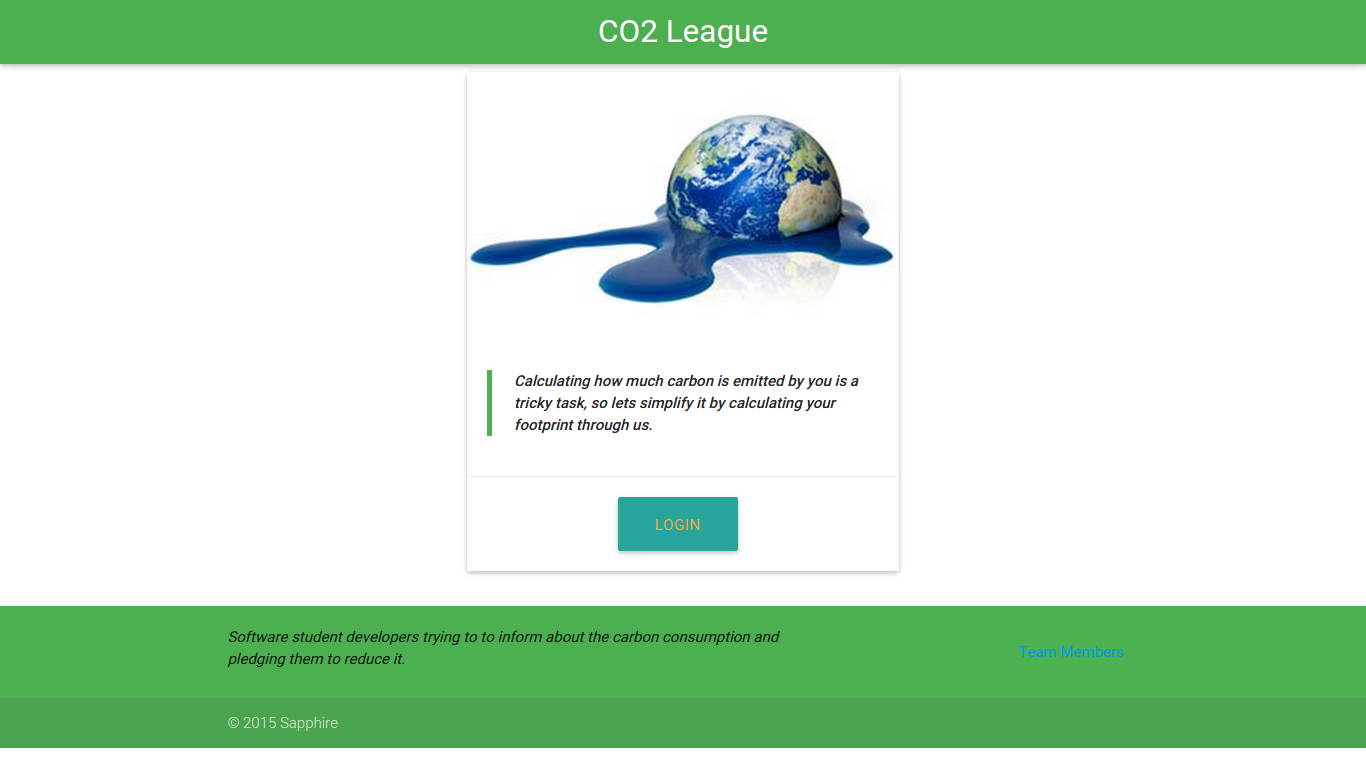 CO2 League
Calculating how much carbon is emitted by you is a
tricky task, so lets simplify it by calculating your
footprint through us.
LOGIN
Software student developers trying to to inform about the carbon consumption and
pledging them to reduce it.
Team Members
© 2015 Sapphire